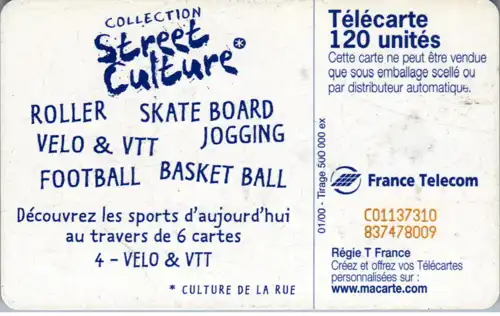 COLLECTION
Street
Culture*
ROLLER SKATE BOARD
VELO & VTT JOGGING
FOOTBALL BASKET BALL
Découvrez les sports d'aujourd'hui
au travers de 6 cartes
4 - VELO & VTT
* CULTURE DE LA RUE
01/00 - Tirage 500 000 ex
Télécarte
120 unités
Cette carte ne peut être vendue
que sous emballage scellé ou
par distributeur automatique.
France Telecom
C01137310
837478009
Régie T France
Créez et offrez vos Télécartes
personnalisées sur :
www.macarte.com